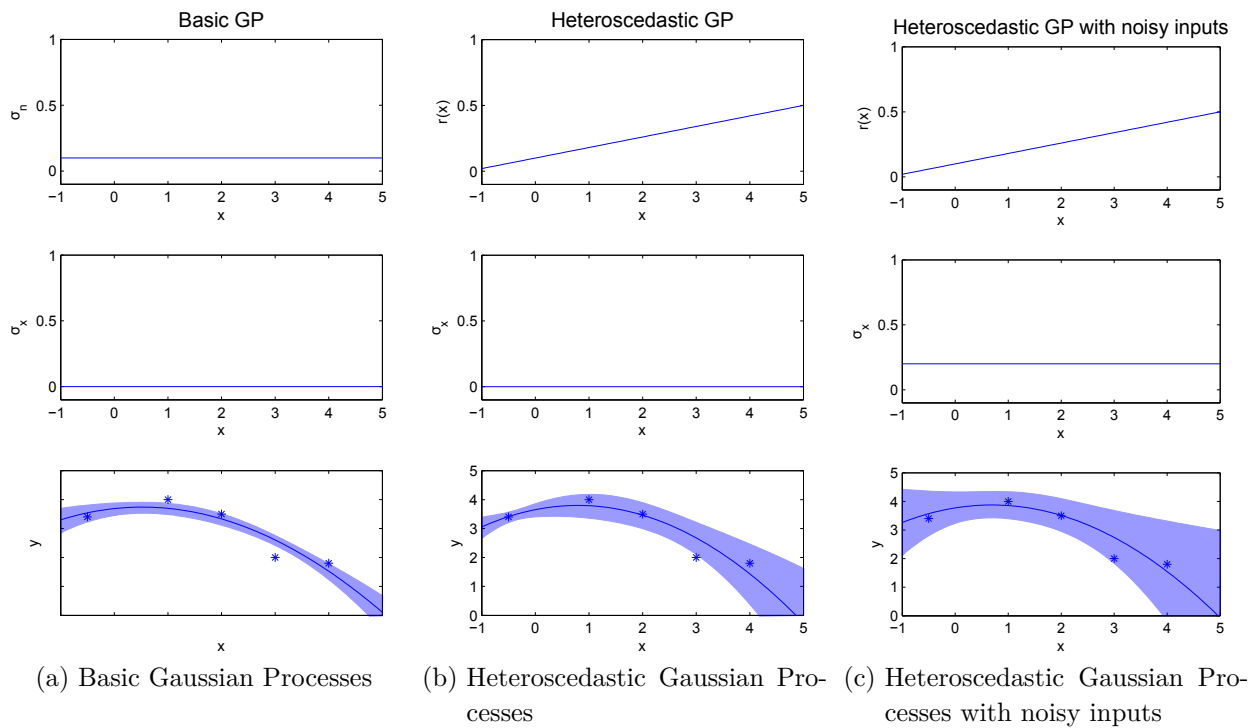 Basic GP
1
0.5
0
σn
−1 0 1 2 3 4 5
x
1
0.5
0
σx
−1 0 1 2 3 4 5
x
y
x
(a) Basic Gaussian Processes
Heteroscedastic GP
1
0.5
0
r(x)
−1 0 1 2 3 4 5
x
1
0.5
0
σx
−1 0 1 2 3 4 5
x
5
4
3
2
1
0
y
−1 0 1 2 3 4 5
x
(b) Heteroscedastic Gaussian Pro-
cesses
Heteroscedastic GP with noisy inputs
1
0.5
0
r(x)
−1 0 1 2 3 4 5
x
1
0.5
0
σx
−1 0 1 2 3 4 5
x
5
4
3
2
1
0
y
−1 0 1 2 3 4 5
x
(c) Heteroscedastic Gaussian Pro-
cesses with noisy inputs